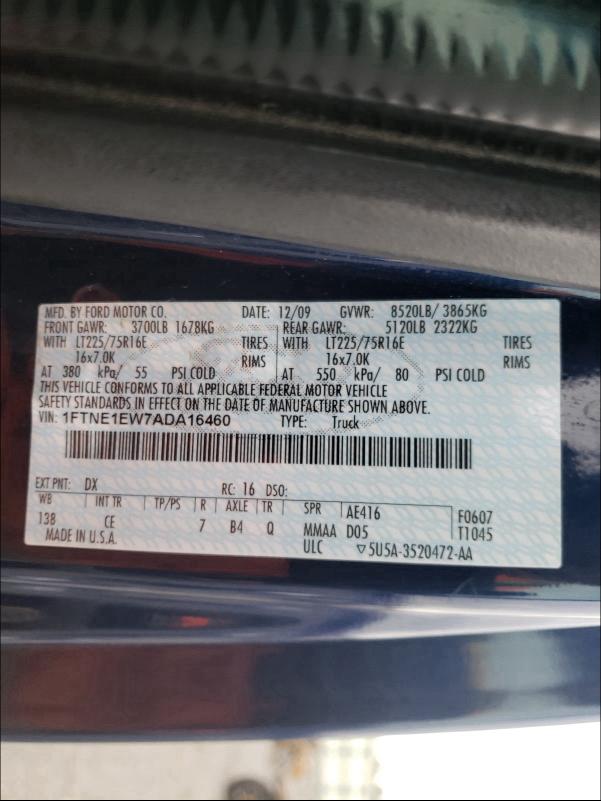 MFD. BY FORD MOTOR CO. DATE: 12/09 GVWR: 8520LB/ 3865KG
FRONT GAWR: 3700LB 1678KG REAR GAWR: 5120LB 2322KG
WITH LT225/75R16E TIRES WITH LT225/75R16E TIRES
16x7.0K RIMS 16x7.0K RIMS
AT 380 kPa/ 55 PSI COLD AT 550 kPa/ 80 PSI COLD
THIS VEHICLE CONFORMS TO ALL APPLICABLE FEDERAL MOTOR VEHICLE
SAFETY STANDARDS IN EFFECT ON THE DATE OF MANUFACTURE SHOWN ABOVE.
VIN: 1FTNE1EW7ADA16460 TYPE: Truck
EXT PNT: DX RC: 16 DSO:
WB INT TR TP/PS R AXLE TR SPR AE416 F0607
138 CE 7 B4 Q MMAA D05 T1045
MADE IN U.S.A. ULC ▽5U5A-3520472-AA